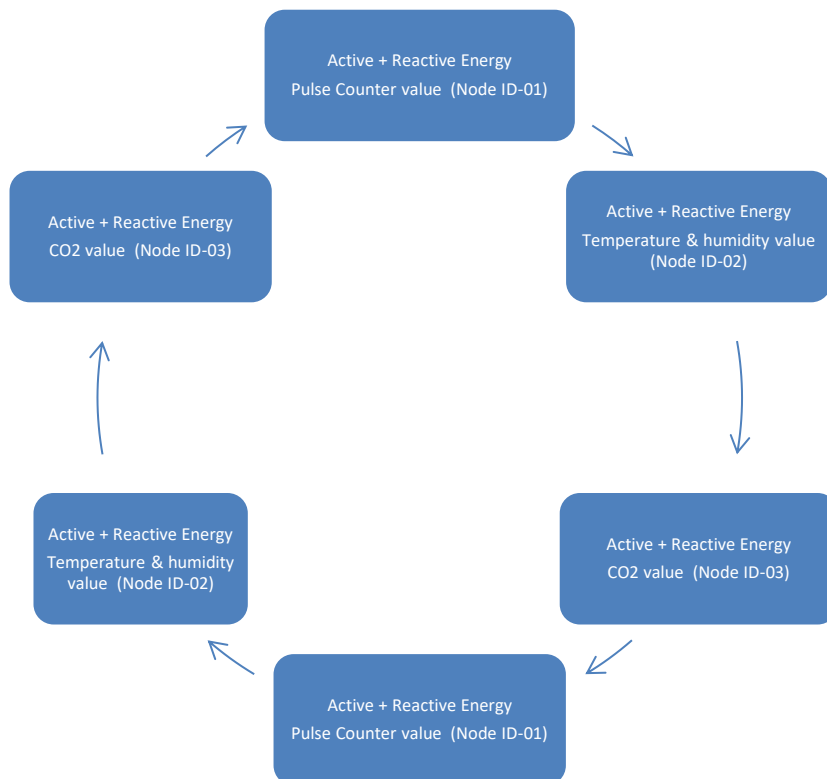 Active + Reactive Energy
Pulse Counter value (Node ID-01)
Active + Reactive Energy
CO2 value (Node ID-03)
Active + Reactive Energy
Temperature & humidity value
(Node ID-02)
Active + Reactive Energy
Temperature & humidity
value (Node ID-02)
Active + Reactive Energy
CO2 value (Node ID-03)
Active + Reactive Energy
Pulse Counter value (Node ID-01)